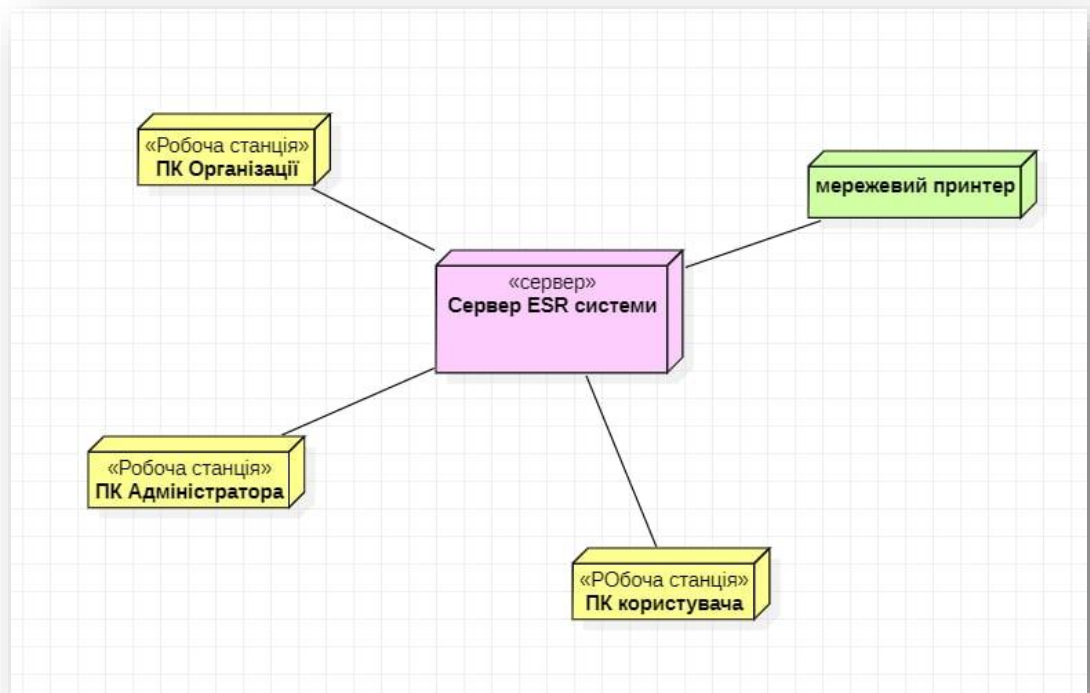 «Робоча станція»
ПК Організації
мережевий принтер
«сервер»
Сервер ESR системи
«Робоча станція»
ПК Адміністратора
«РОбоча станція»
ПК користувача